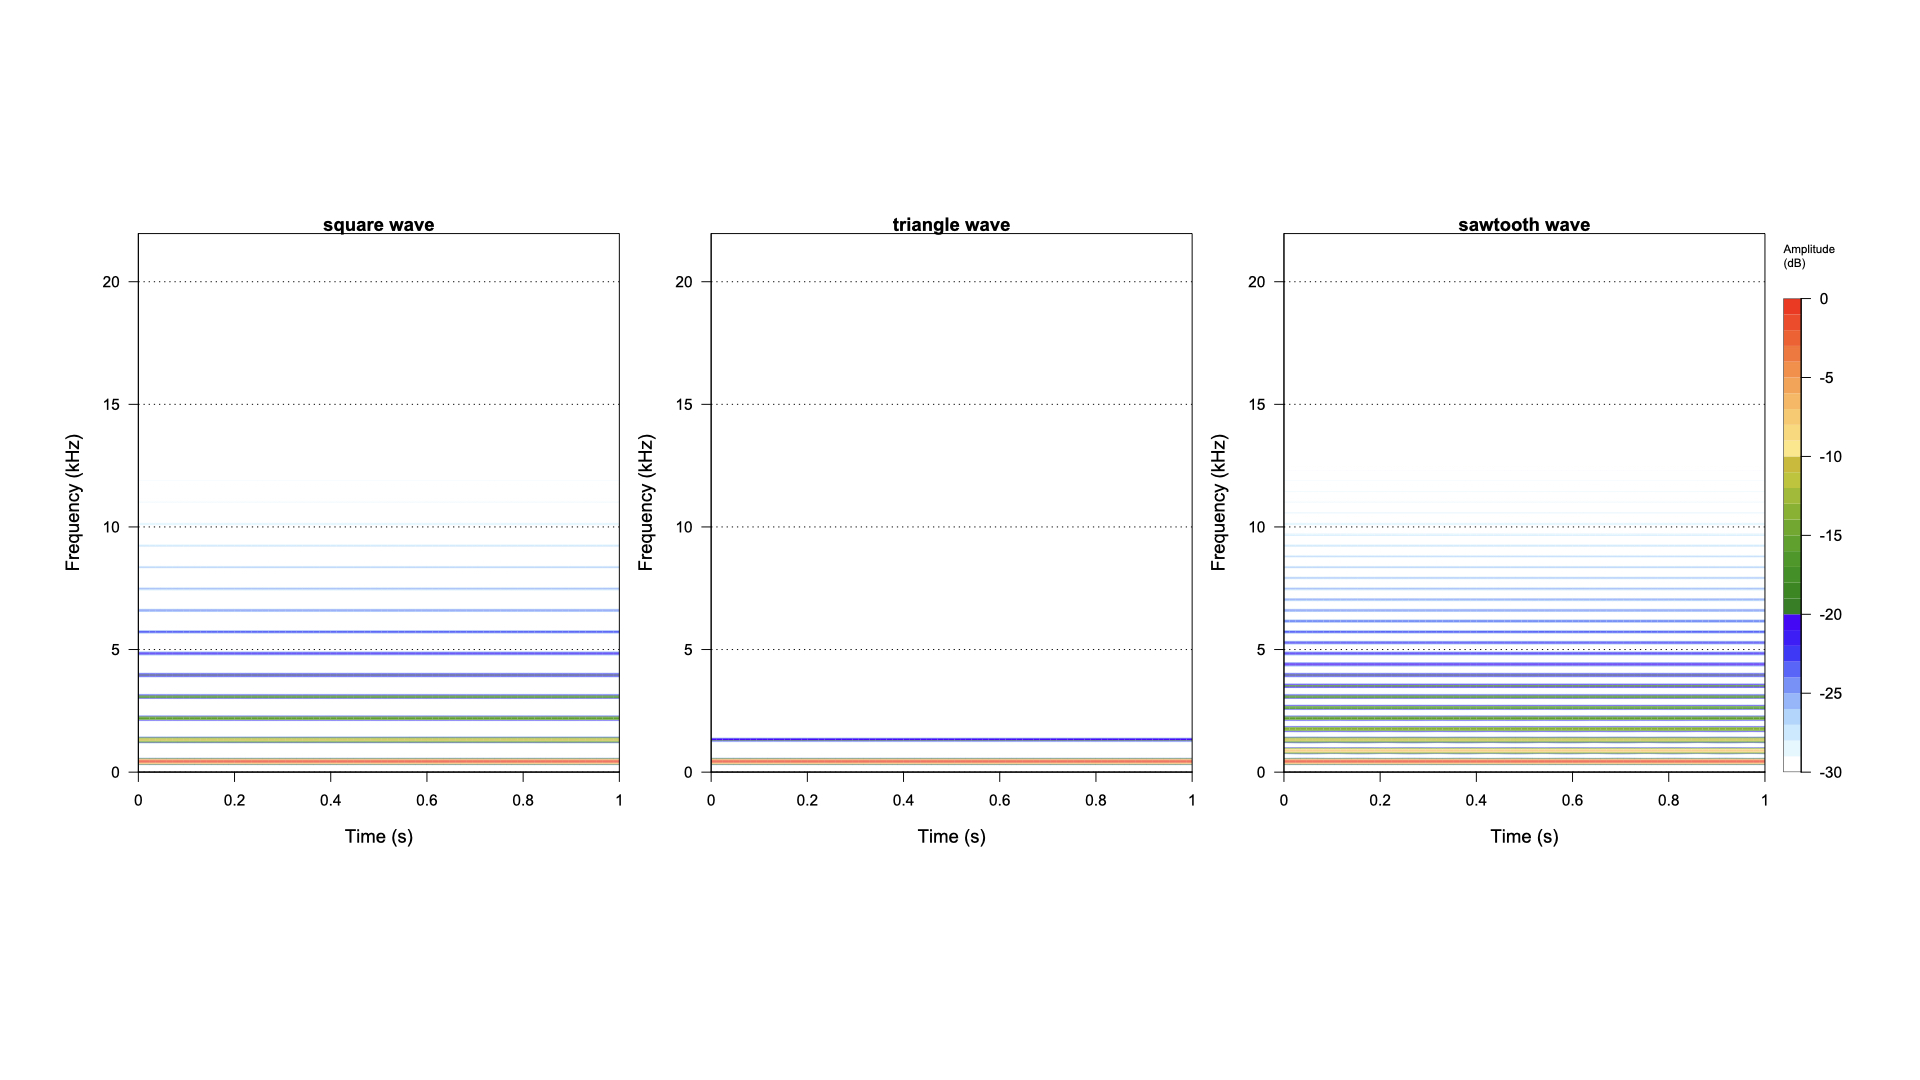 square wave
20
15
10
5
0
0 0.2 0.4 0.6 0.8 1
Frequency (kHz)
Time (s)
triangle wave
20
15
10
5
0
0 0.2 0.4 0.6 0.8 1
Frequency (kHz)
Time (s)
sawtooth wave
20
15
10
5
0
0 0.2 0.4 0.6 0.8 1
Frequency (kHz)
Time (s)
Amplitude
(dB)
0
-5
-10
-15
-20
-25
-30